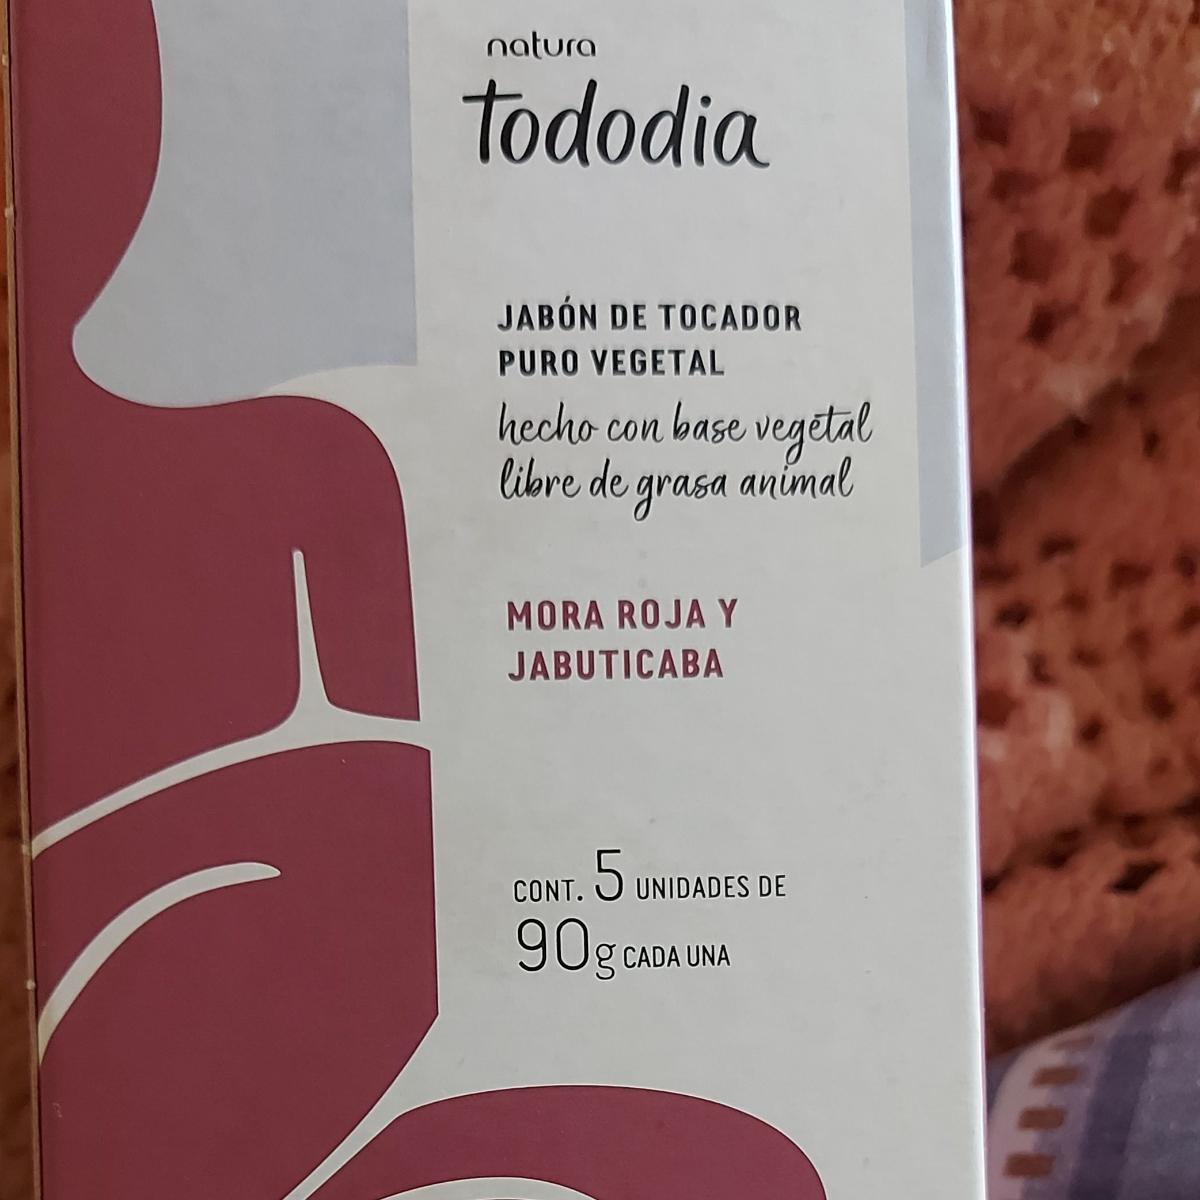 natura
Tododia
JABÓN DE TOCADOR
PURO VEGETAL
hecho con base vegetal
libre de grasa animal
MORA ROJA Y
JABUTICABA
CONT. 5 UNIDADES DE
90g CADA UNA